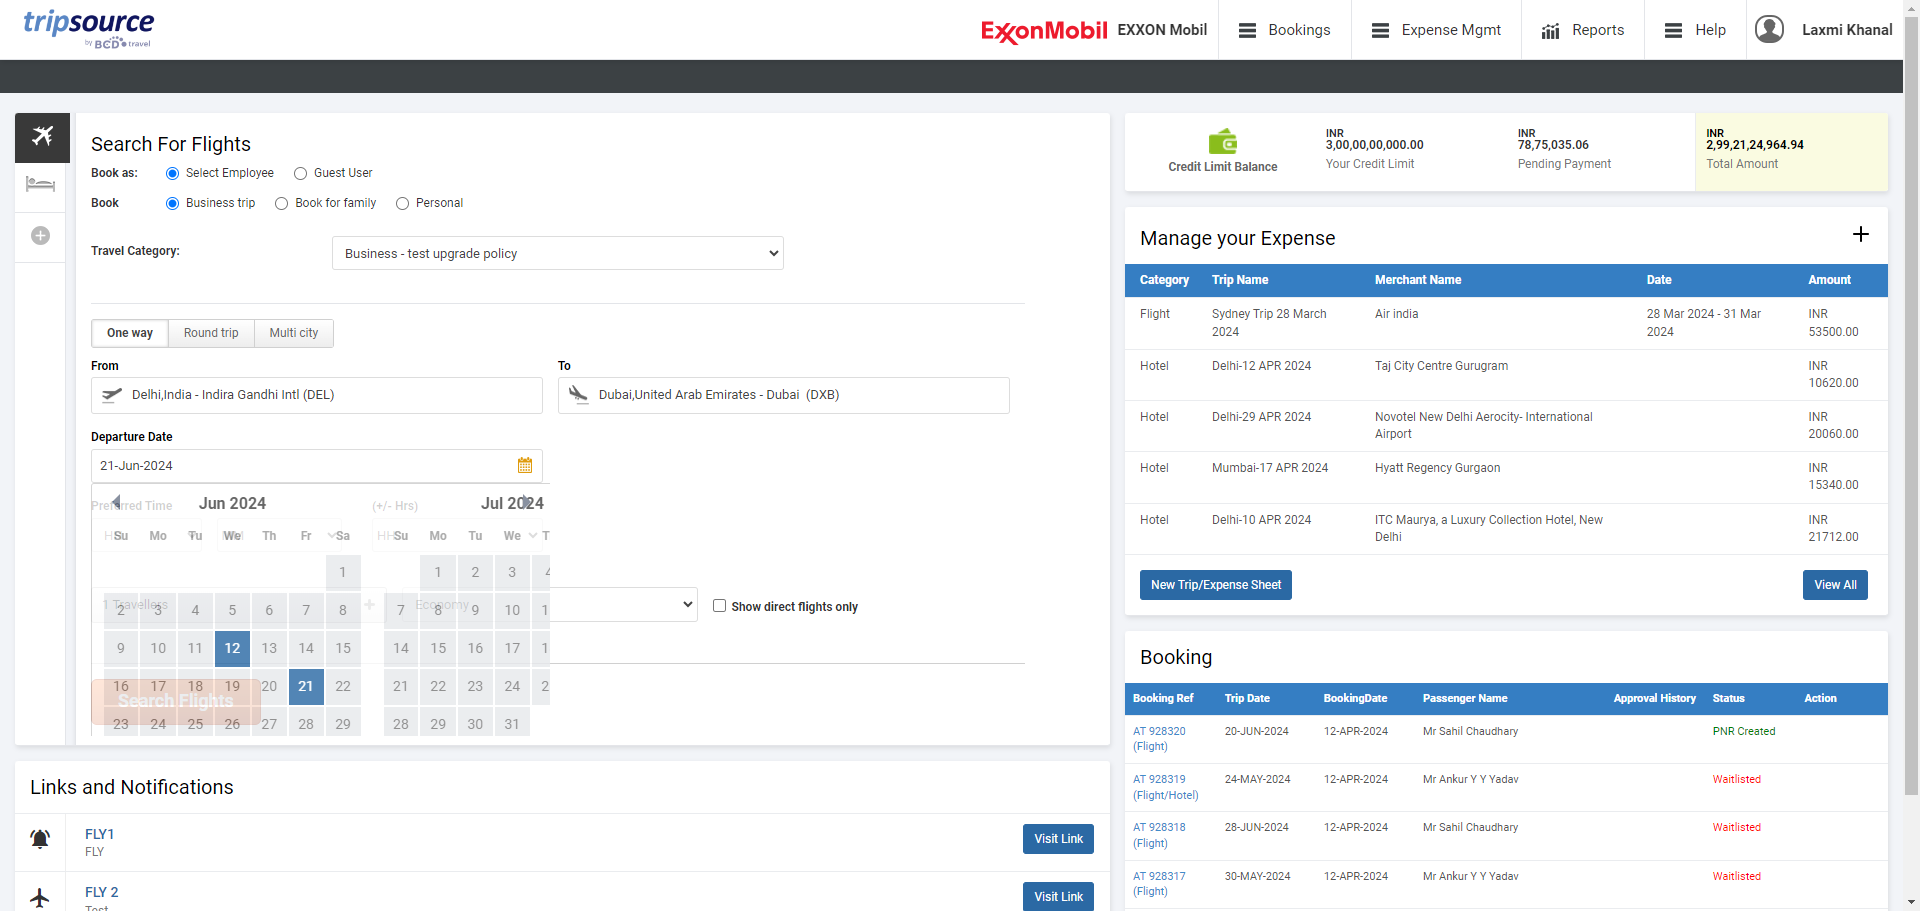 tripsource
by BCD travel
ExxonMobil EXXON Mobil
Bookings
Expense Mgmt
Reports
Help
Laxmi Khanal
Search For Flights
Book as: Select Employee Guest User
Book Business trip Book for family Personal
Travel Category: Business - test upgrade policy
One way Round trip Multi city
From To
Delhi,India - Indira Gandhi Intl (DEL) Dubai,United Arab Emirates - Dubai (DXB)
Departure Date
21-Jun-2024
Preferred Time (+/- Hrs)
Jun 2024 Jul 2024
Su Mo Tu We Th Fr Sa Su Mo Tu We T
HH HH
1 1 2 3 4
1 Travellers + Economy
2 3 4 5 6 7 8 7 8 9 10 1
Show direct flights only
9 10 11 12 13 14 15 14 15 16 17 1
16 17 18 19 20 21 22 21 22 23 24 2
Search Flights
23 24 25 26 27 28 29 28 29 30 31
Links and Notifications
FLY1
FLY
Visit Link
FLY 2
Test
Visit Link
Credit Limit Balance
INR
3,00,00,00,000.00
Your Credit Limit
INR
78,75,035.06
Pending Payment
INR
2,99,21,24,964.94
Total Amount
Manage your Expense +
Category Trip Name Merchant Name Date Amount
Flight Sydney Trip 28 March 2024 Air india 28 Mar 2024 - 31 Mar 2024 INR 53500.00
Hotel Delhi-12 APR 2024 Taj City Centre Gurugram INR 10620.00
Hotel Delhi-29 APR 2024 Novotel New Delhi Aerocity- International Airport INR 20060.00
Hotel Mumbai-17 APR 2024 Hyatt Regency Gurgaon INR 15340.00
Hotel Delhi-10 APR 2024 ITC Maurya, a Luxury Collection Hotel, New Delhi INR 21712.00
New Trip/Expense Sheet View All
Booking
Booking Ref Trip Date BookingDate Passenger Name Approval History Status Action
AT 928320 (Flight) 20-JUN-2024 12-APR-2024 Mr Sahil Chaudhary PNR Created
AT 928319 (Flight/Hotel) 24-MAY-2024 12-APR-2024 Mr Ankur Y Y Yadav Waitlisted
AT 928318 (Flight) 28-JUN-2024 12-APR-2024 Mr Sahil Chaudhary Waitlisted
AT 928317 (Flight) 30-MAY-2024 12-APR-2024 Mr Ankur Y Y Yadav Waitlisted